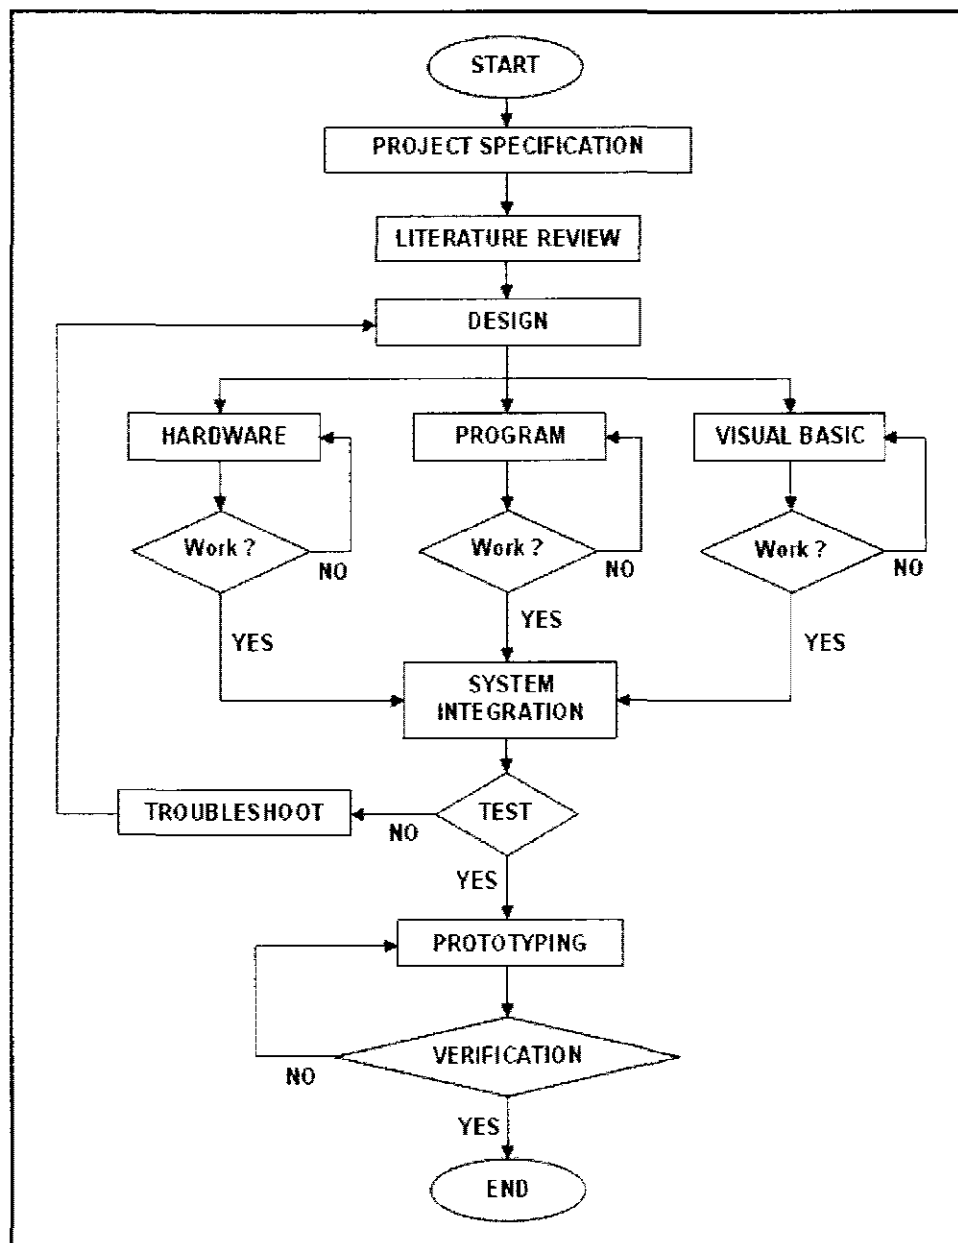 START
PROJECT SPECIFICATION
LITERATURE REVIEW
DESIGN
HARDWARE
PROGRAM
VISUAL BASIC
Work ?
NO
Work ?
NO
Work ?
NO
YES
YES
YES
SYSTEM
INTEGRATION
TROUBLESHOOT
NO
TEST
YES
PROTOTYPING
NO
VERIFICATION
YES
END